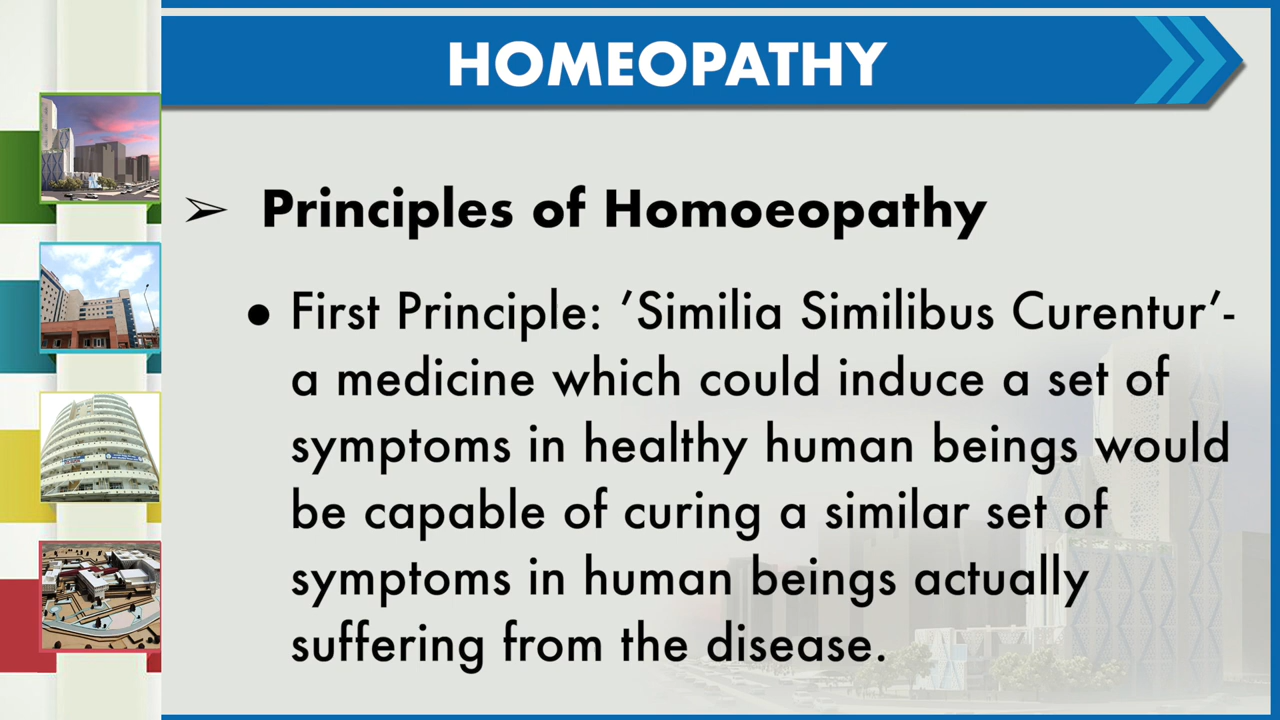 HOMEOPATHY
➢ Principles of Homoeopathy
● First Principle: ’Similia Similibus Curentur’-
a medicine which could induce a set of
symptoms in healthy human beings would
be capable of curing a similar set of
symptoms in human beings actually
suffering from the disease.